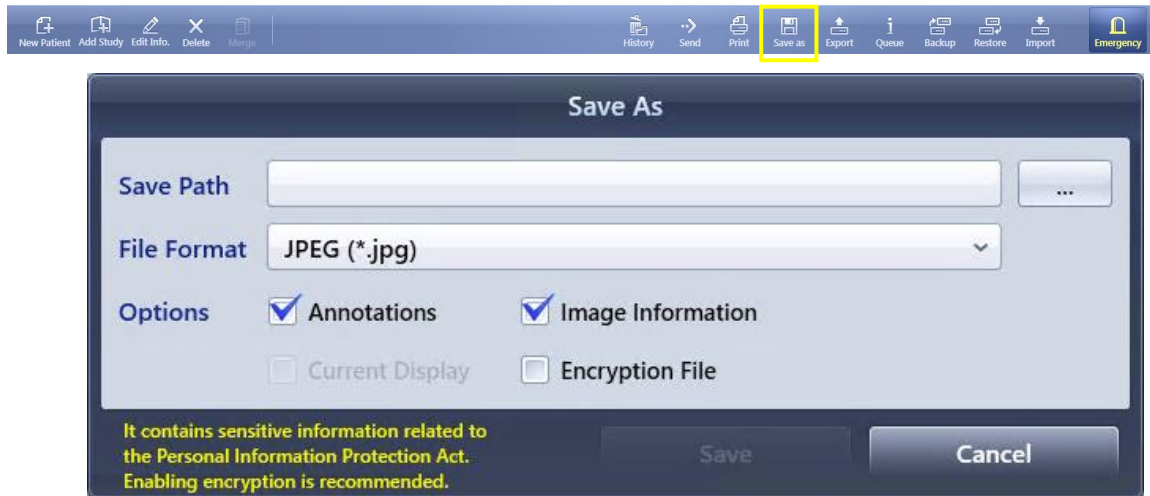 New Patient Add Study Edit Info. Delete Merge History Send Print Save as Export Queue Backup Restore Import Emergency
Save As
Save Path ...
File Format JPEG (*.jpg)
Options Annotations Image Information
Current Display Encryption File
It contains sensitive information related to
the Personal Information Protection Act.
Enabling encryption is recommended.
Save Cancel